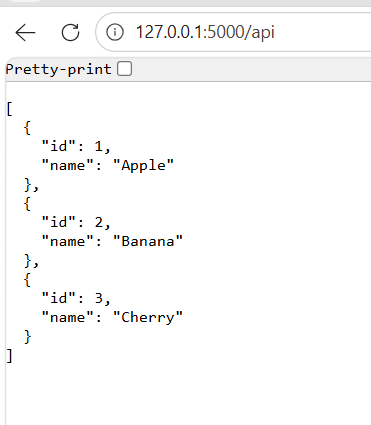 127.0.0.1:5000/api
Pretty-print
[
  {
    "id": 1,
    "name": "Apple"
  },
  {
    "id": 2,
    "name": "Banana"
  },
  {
    "id": 3,
    "name": "Cherry"
  }
]